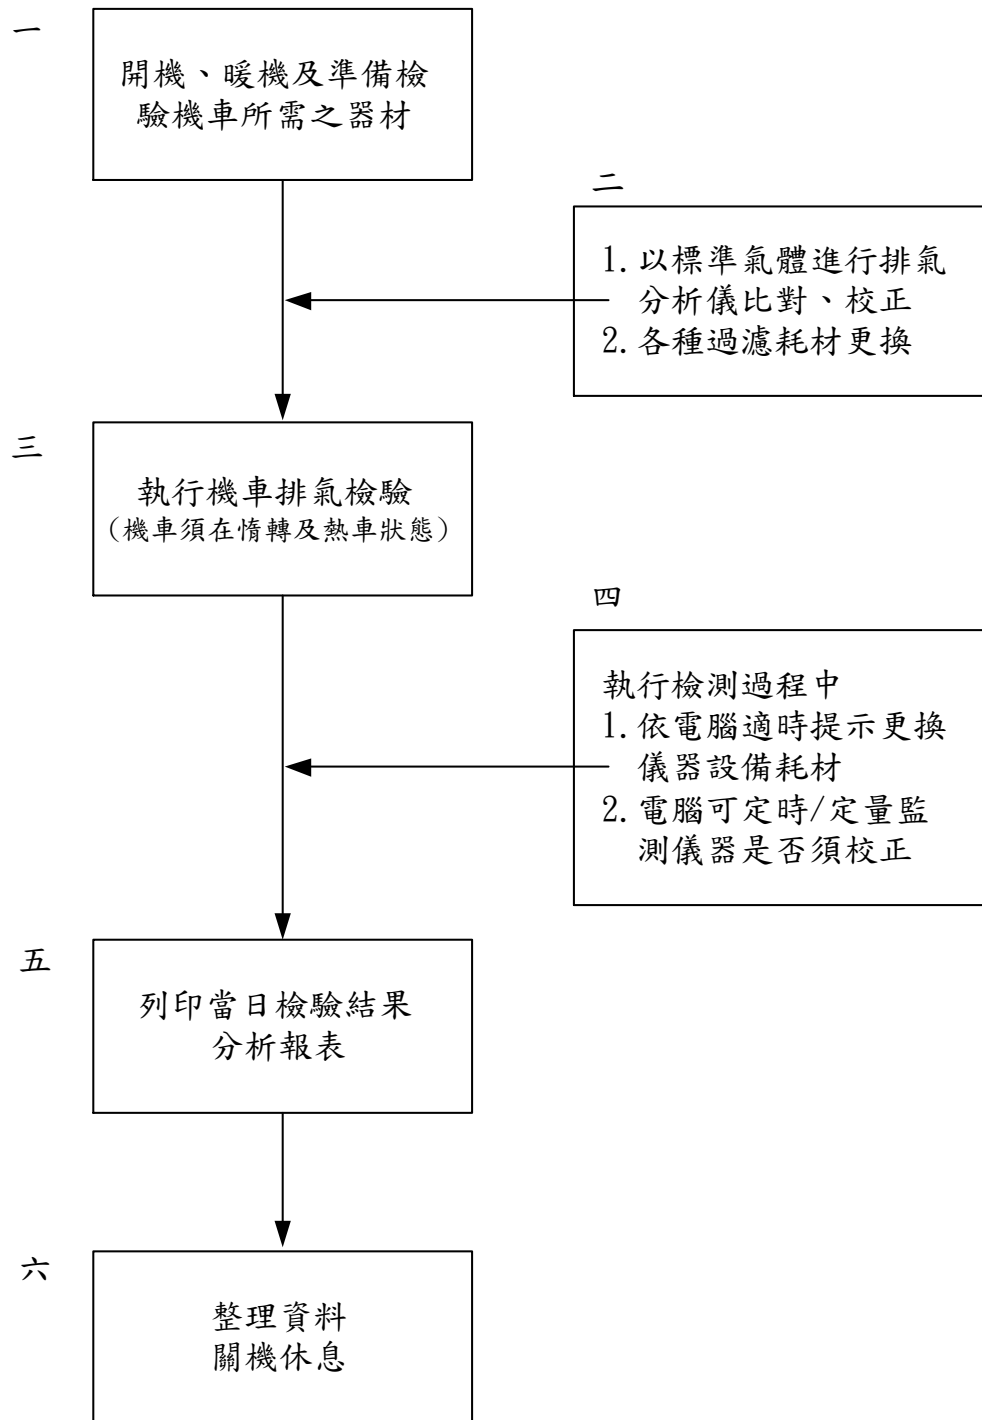 一
開機、暖機及準備檢
驗機車所需之器材
二
1.以標準氣體進行排氣
分析儀比對、校正
2.各種過濾耗材更換
三
執行機車排氣檢驗
(機車須在惰轉及熱車狀態)
四
執行檢測過程中
1.依電腦適時提示更換
儀器設備耗材
2.電腦可定時/定量監
測儀器是否須校正
五
列印當日檢驗結果
分析報表
六
整理資料
關機休息